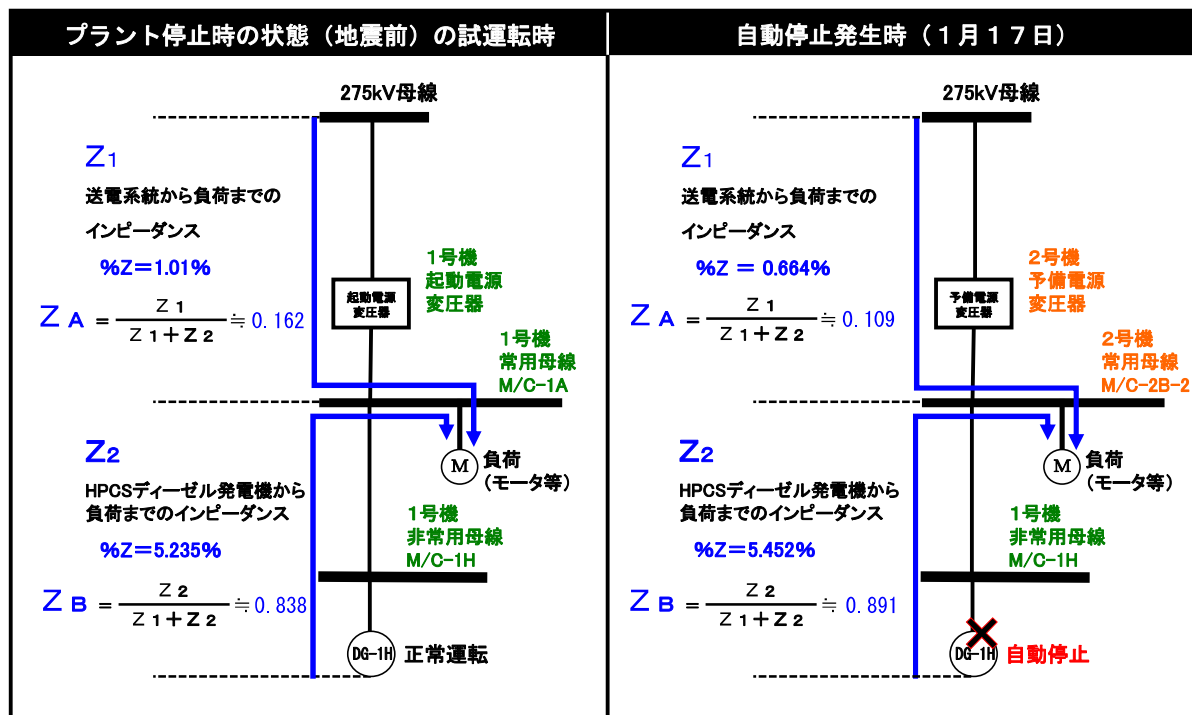 プラント停止時の状態（地震前）の試運転時
275kV母線
Z1
送電系統から負荷までの
インピーダンス
%Z＝1.01%
Z A = Z1 / Z1＋Z2 ≒ 0.162
起動電源
変圧器
1号機
起動電源
変圧器
1号機
常用母線
M/C-1A
Z2
HPCSディーゼル発電機から
負荷までのインピーダンス
%Z＝5.235%
Z B = Z2 / Z1＋Z2 ≒ 0.838
M
負荷
（モータ等）
1号機
非常用母線
M/C-1H
DG-1H
正常運転
自動停止発生時（１月１７日）
275kV母線
Z1
送電系統から負荷までの
インピーダンス
%Z = 0.664%
Z A = Z1 / Z1＋Z2 ≒ 0.109
予備電源
変圧器
2号機
予備電源
変圧器
2号機
常用母線
M/C-2B-2
Z2
HPCSディーゼル発電機から
負荷までのインピーダンス
%Z＝5.452%
Z B = Z2 / Z1＋Z2 ≒ 0.891
M
負荷
（モータ等）
1号機
非常用母線
M/C-1H
DG-1H
自動停止